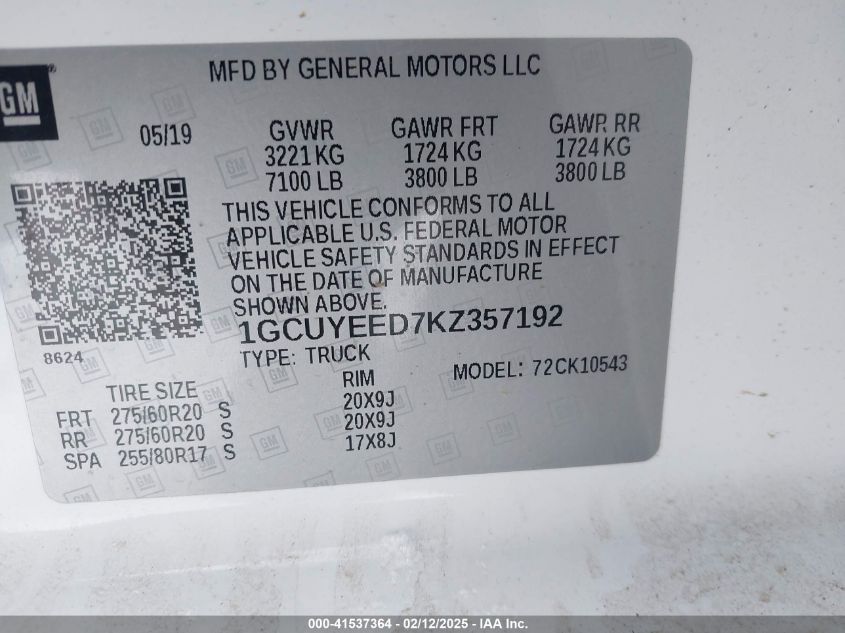 GM
MFD BY GENERAL MOTORS LLC
05/19 GVWR GAWR FRT GAWR RR
3221 KG 1724 KG 1724 KG
7100 LB 3800 LB 3800 LB
THIS VEHICLE CONFORMS TO ALL
APPLICABLE U.S. FEDERAL MOTOR
VEHICLE SAFETY STANDARDS IN EFFECT
ON THE DATE OF MANUFACTURE
SHOWN ABOVE.
1GCUYEED7KZ357192
8624
TYPE: TRUCK MODEL: 72CK10543
TIRE SIZE RIM
FRT 275/60R20 S 20X9J
RR 275/60R20 S 20X9J
SPA 255/80R17 S 17X8J
000-41537364 - 02/12/2025 - IAA Inc.